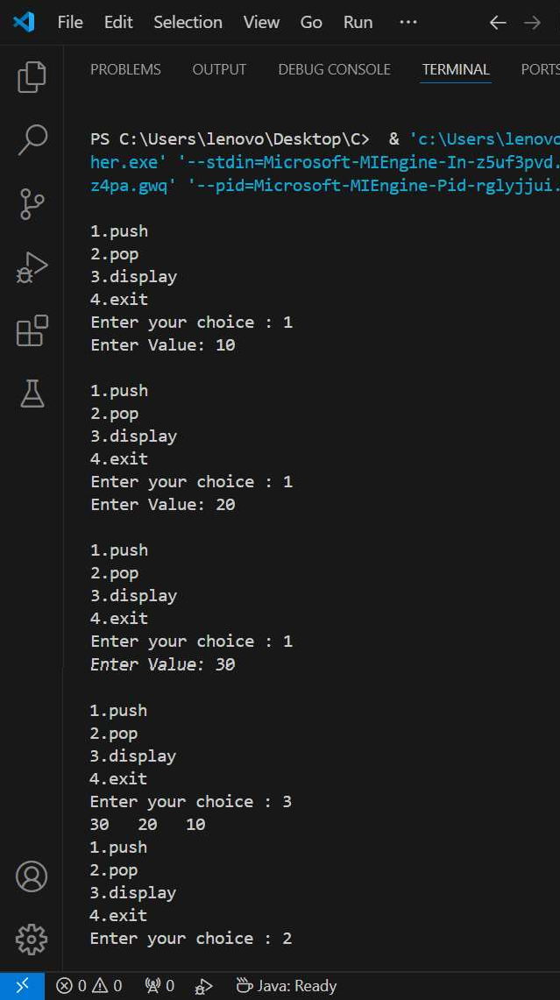 File Edit Selection View Go Run ...
PROBLEMS OUTPUT DEBUG CONSOLE TERMINAL PORTS
PS C:\Users\lenovo\Desktop\C>  & 'c:\Users\lenovo
her.exe' '--stdin=Microsoft-MIEngine-In-z5uf3pvd.
z4pa.gwq' '--pid=Microsoft-MIEngine-Pid-rglyjjui.
1.push
2.pop
3.display
4.exit
Enter your choice : 1
Enter Value: 10
1.push
2.pop
3.display
4.exit
Enter your choice : 1
Enter Value: 20
1.push
2.pop
3.display
4.exit
Enter your choice : 1
Enter Value: 30
1.push
2.pop
3.display
4.exit
Enter your choice : 3
30   20   10
1.push
2.pop
3.display
4.exit
Enter your choice : 2
0 0 0 Java: Ready